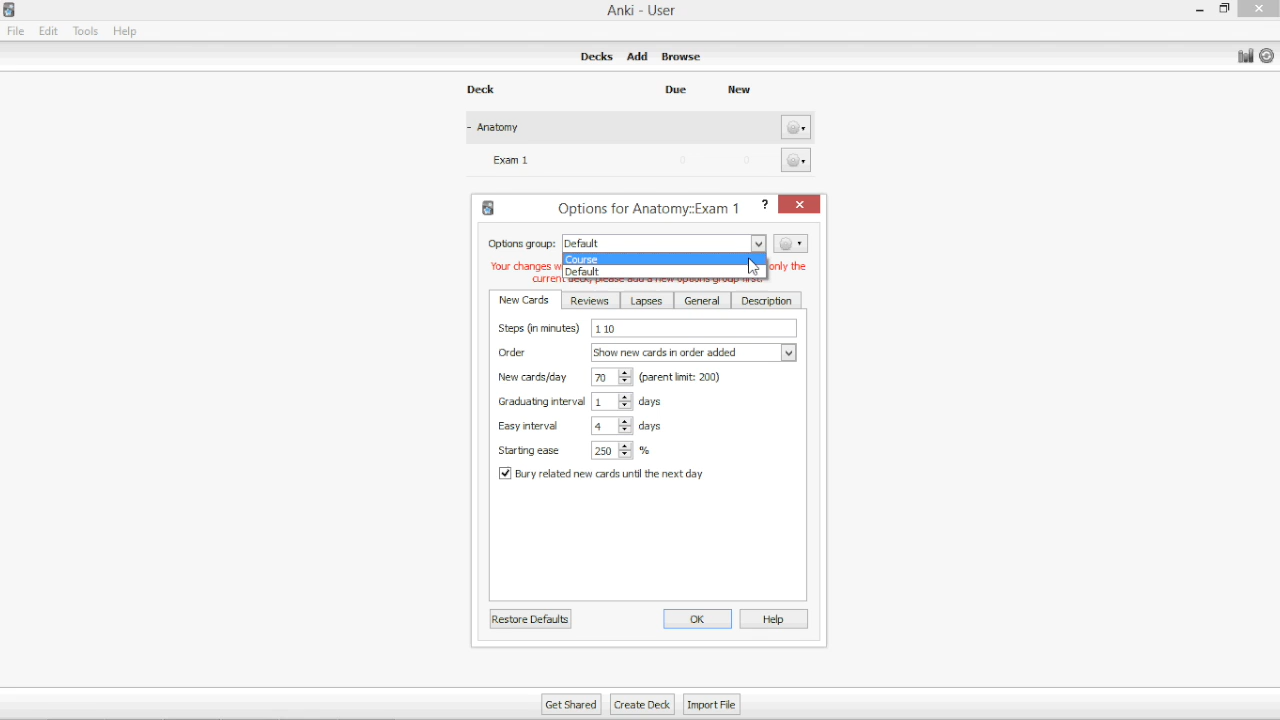 Anki - User
File Edit Tools Help
Decks Add Browse
Deck Due New
- Anatomy
Exam 1 0 0
Options for Anatomy::Exam 1 ?
Options group: Default
Course
Your changes only the
Default
New Cards Reviews Lapses General Description
Steps (in minutes) 1 10
Order Show new cards in order added
New cards/day 70 (parent limit: 200)
Graduating interval 1 days
Easy interval 4 days
Starting ease 250 %
Bury related new cards until the next day
Restore Defaults OK Help
Get Shared Create Deck Import File